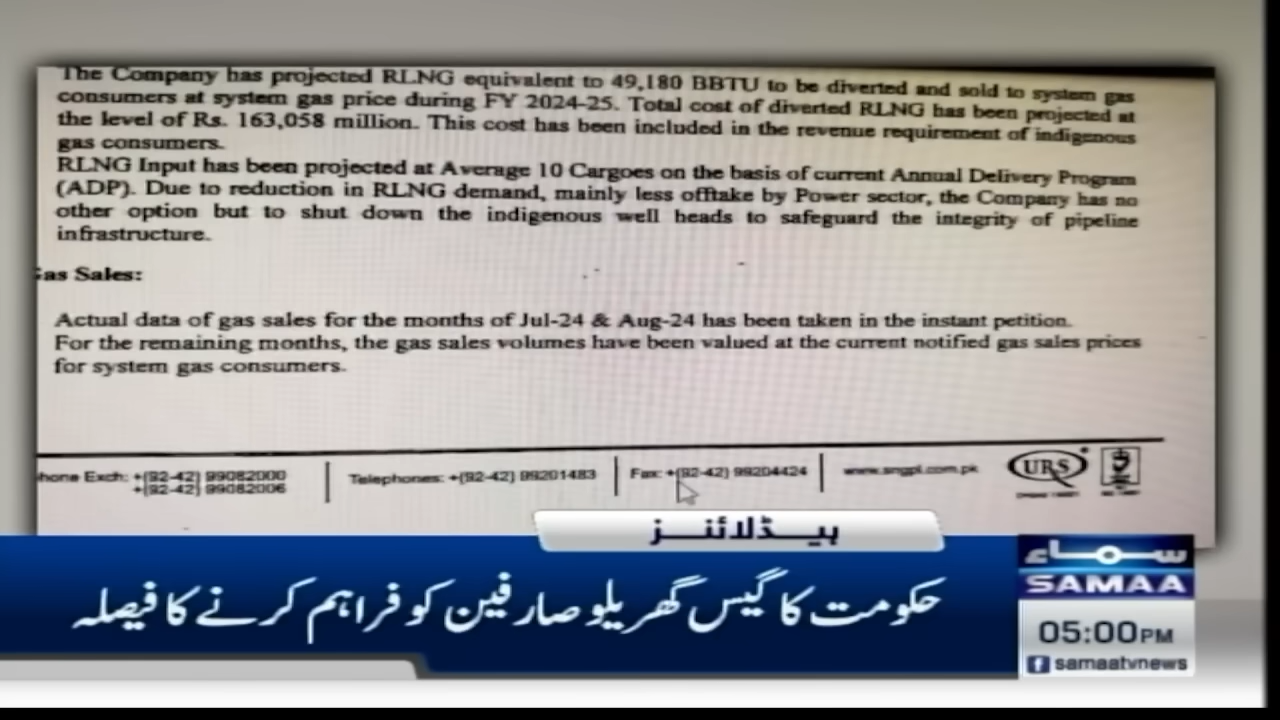 The Company has projected RLNG equivalent to 49,180 BBTU to be diverted and sold to system gas
consumers at system gas price during FY 2024-25. Total cost of diverted RLNG has been projected at
the level of Rs. 163,058 million. This cost has been included in the revenue requirement of indigenous
gas consumers.
RLNG Input has been projected at Average 10 Cargoes on the basis of current Annual Delivery Program
(ADP). Due to reduction in RLNG demand, mainly less offtake by Power sector, the Company has no
other option but to shut down the indigenous well heads to safeguard the integrity of pipeline
infrastructure.
Gas Sales:
Actual data of gas sales for the months of Jul-24 & Aug-24 has been taken in the instant petition.
For the remaining months, the gas sales volumes have been valued at the current notified gas sales prices
for system gas consumers.
hone Exch: +(92-42) 99082000
+(92-42) 99082006
Telephones: +(92-42) 99201483
Fax: +(92-42) 99204424
www.sngpl.com.pk
URS
ہیڈلائنز
حکومت کا گیس گھریلو صارفین کو فراہم کرنے کا فیصلہ
سماء
SAMAA
05:00PM
samaatvnews